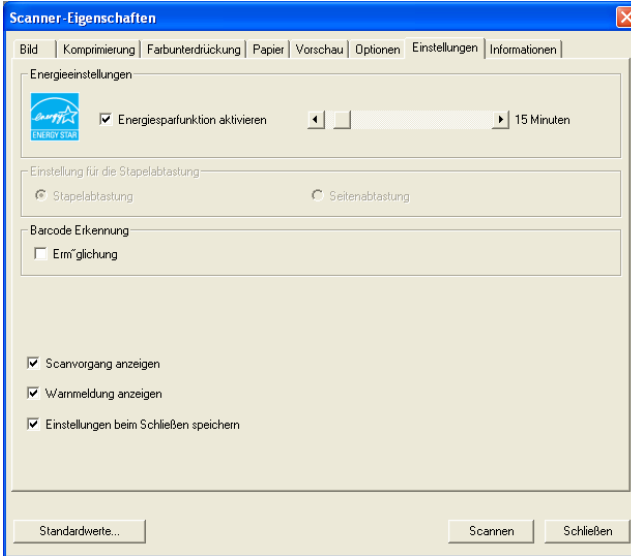 Scanner-Eigenschaften
Bild Komprimierung Farbunterdrückung Papier Vorschau Optionen Einstellungen Informationen
Energieeinstellungen
energy
ENERGY STAR
Energiesparfunktion aktivieren 15 Minuten
Einstellung für die Stapelabtastung
Stapelabtastung Seitenabtastung
Barcode Erkennung
Erm˝glichung
Scanvorgang anzeigen
Warnmeldung anzeigen
Einstellungen beim Schließen speichern
Standardwerte... Scannen Schließen